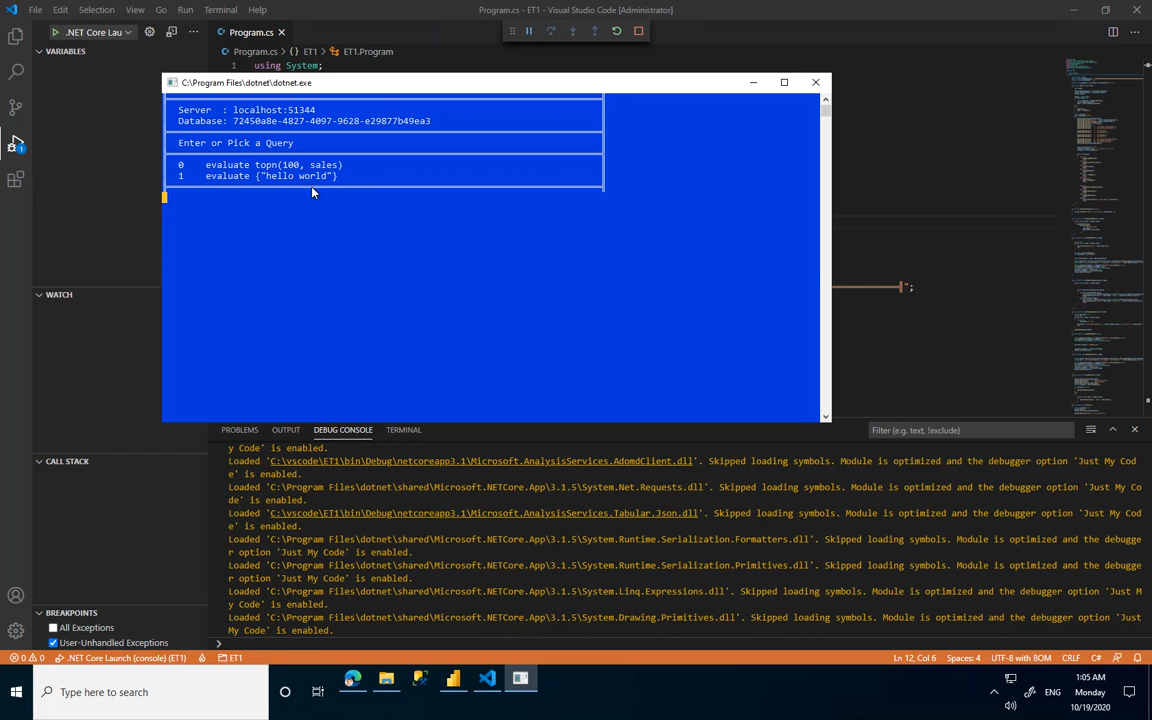 File Edit Selection View Go Run Terminal Help
Program.cs - ET1 - Visual Studio Code [Administrator]
.NET Core Lau
Program.cs
VARIABLES
Program.cs {} ET1 ET1.Program
1 using System;
C:\Program Files\dotnet\dotnet.exe
Server : localhost:51344
Database: 72450a8e-4827-4097-9628-e29877b49ea3
Enter or Pick a Query
0 evaluate topn(100, sales)
1 evaluate {"hello world"}
1
";
WATCH
PROBLEMS OUTPUT DEBUG CONSOLE TERMINAL
Filter (e.g. text, !exclude)
y Code' is enabled.
Loaded 'C:\vscode\ET1\bin\Debug\netcoreapp3.1\Microsoft.AnalysisServices.AdomdClient.dll'. Skipped loading symbols. Module is optimized and the debugger option 'Just My Cod
e' is enabled.
Loaded 'C:\Program Files\dotnet\shared\Microsoft.NETCore.App\3.1.5\System.Net.Requests.dll'. Skipped loading symbols. Module is optimized and the debugger option 'Just My Co
de' is enabled.
Loaded 'C:\vscode\ET1\bin\Debug\netcoreapp3.1\Microsoft.AnalysisServices.Tabular.Json.dll'. Skipped loading symbols. Module is optimized and the debugger option 'Just My Cod
e' is enabled.
Loaded 'C:\Program Files\dotnet\shared\Microsoft.NETCore.App\3.1.5\System.Runtime.Serialization.Formatters.dll'. Skipped loading symbols. Module is optimized and the debugge
r option 'Just My Code' is enabled.
Loaded 'C:\Program Files\dotnet\shared\Microsoft.NETCore.App\3.1.5\System.Runtime.Serialization.Primitives.dll'. Skipped loading symbols. Module is optimized and the debugge
r option 'Just My Code' is enabled.
Loaded 'C:\Program Files\dotnet\shared\Microsoft.NETCore.App\3.1.5\System.Linq.Expressions.dll'. Skipped loading symbols. Module is optimized and the debugger option 'Just M
y Code' is enabled.
Loaded 'C:\Program Files\dotnet\shared\Microsoft.NETCore.App\3.1.5\System.Drawing.Primitives.dll'. Skipped loading symbols. Module is optimized and the debugger option 'Just
My Code' is enabled.
CALL STACK
BREAKPOINTS
All Exceptions
User-Unhandled Exceptions
0 0 .NET Core Launch (console) (ET1) ET1
Ln 12, Col 6 Spaces: 4 UTF-8 with BOM CRLF C#
Type here to search
ENG
1:05 AM
Monday
10/19/2020